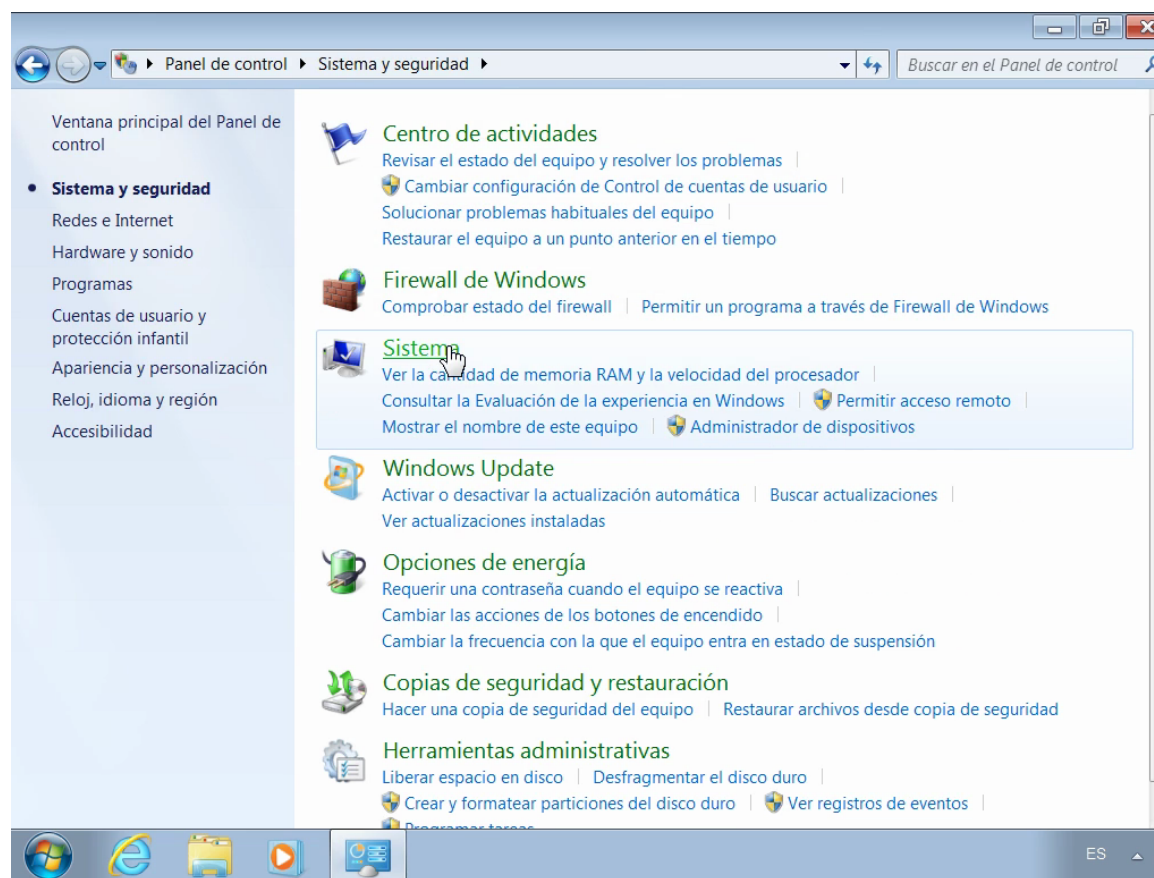 Panel de control Sistema y seguridad
Buscar en el Panel de control
Ventana principal del Panel de
control
Sistema y seguridad
Redes e Internet
Hardware y sonido
Programas
Cuentas de usuario y
protección infantil
Apariencia y personalización
Reloj, idioma y región
Accesibilidad
Centro de actividades
Revisar el estado del equipo y resolver los problemas
Cambiar configuración de Control de cuentas de usuario
Solucionar problemas habituales del equipo
Restaurar el equipo a un punto anterior en el tiempo
Firewall de Windows
Comprobar estado del firewall Permitir un programa a través de Firewall de Windows
Sistema
Ver la cantidad de memoria RAM y la velocidad del procesador
Consultar la Evaluación de la experiencia en Windows Permitir acceso remoto
Mostrar el nombre de este equipo Administrador de dispositivos
Windows Update
Activar o desactivar la actualización automática Buscar actualizaciones
Ver actualizaciones instaladas
Opciones de energía
Requerir una contraseña cuando el equipo se reactiva
Cambiar las acciones de los botones de encendido
Cambiar la frecuencia con la que el equipo entra en estado de suspensión
Copias de seguridad y restauración
Hacer una copia de seguridad del equipo Restaurar archivos desde copia de seguridad
Herramientas administrativas
Liberar espacio en disco Desfragmentar el disco duro
Crear y formatear particiones del disco duro Ver registros de eventos
Programar tareas
ES